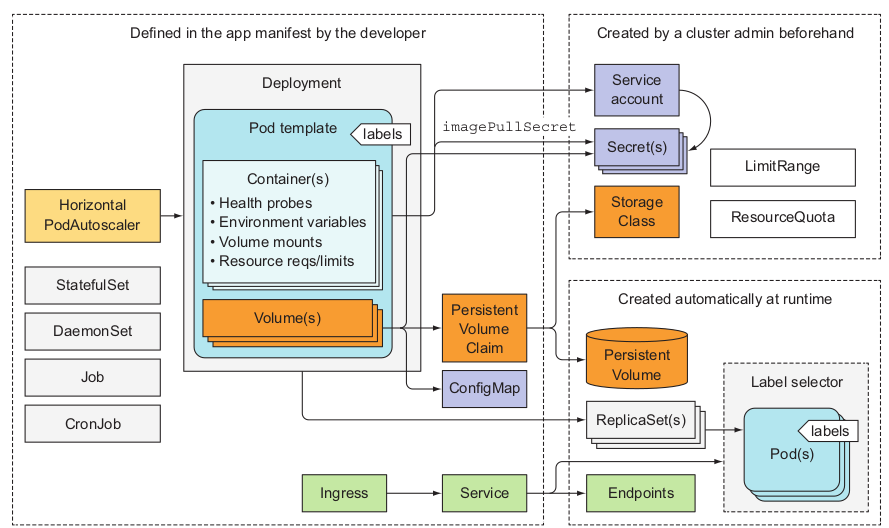 Defined in the app manifest by the developer
Deployment
Pod template
labels
Container(s)
• Health probes
• Environment variables
• Volume mounts
• Resource reqs/limits
Volume(s)
Horizontal
PodAutoscaler
StatefulSet
DaemonSet
Job
CronJob
imagePullSecret
Persistent
Volume
Claim
ConfigMap
Ingress
Service
Created by a cluster admin beforehand
Service
account
Secret(s)
Storage
Class
LimitRange
ResourceQuota
Created automatically at runtime
Persistent
Volume
ReplicaSet(s)
Label selector
labels
Pod(s)
Endpoints